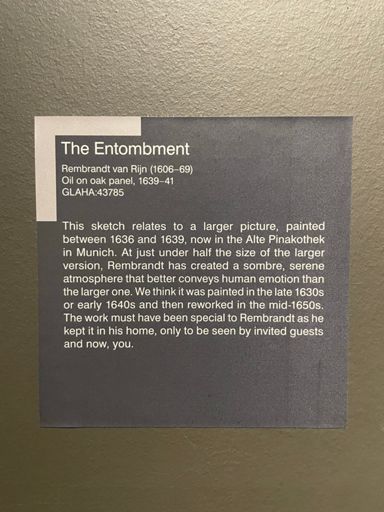 The Entombment
Rembrandt van Rijn (1606–69)
Oil on oak panel, 1639–41
GLAHA:43785
This sketch relates to a larger picture, painted
between 1636 and 1639, now in the Alte Pinakothek
in Munich. At just under half the size of the larger
version, Rembrandt has created a sombre, serene
atmosphere that better conveys human emotion than
the larger one. We think it was painted in the late 1630s
or early 1640s and then reworked in the mid-1650s.
The work must have been special to Rembrandt as he
kept it in his home, only to be seen by invited guests
and now, you.